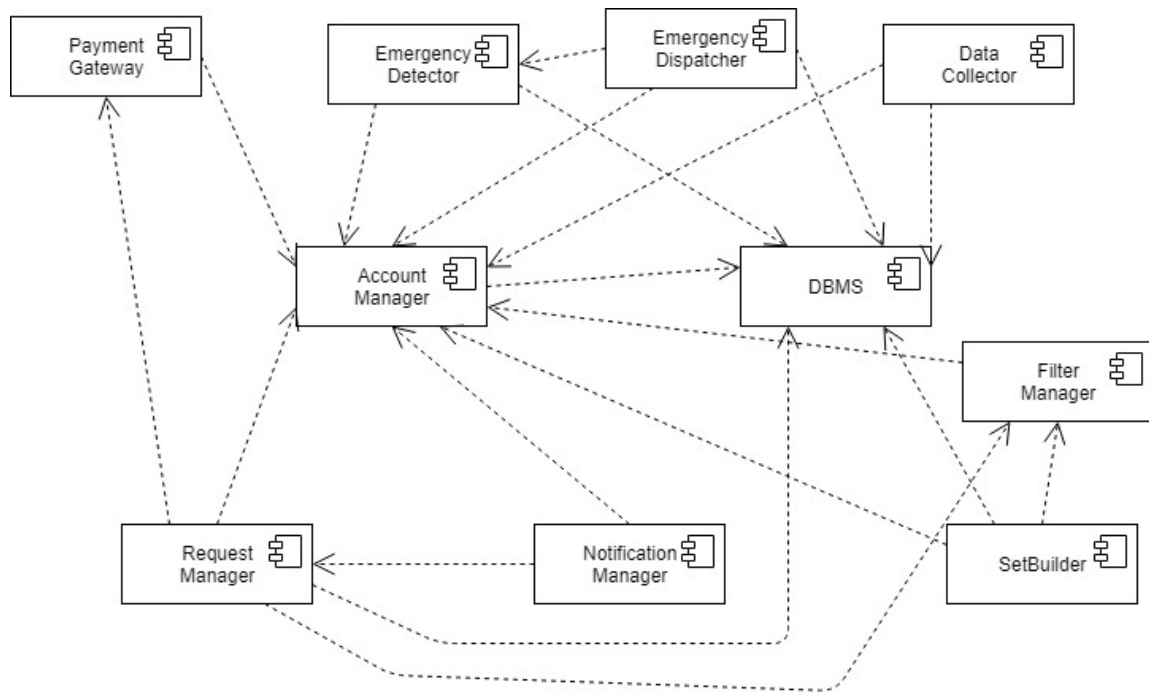 Payment
Gateway
Emergency
Detector
Emergency
Dispatcher
Data
Collector
Account
Manager
DBMS
Filter
Manager
Request
Manager
Notification
Manager
SetBuilder